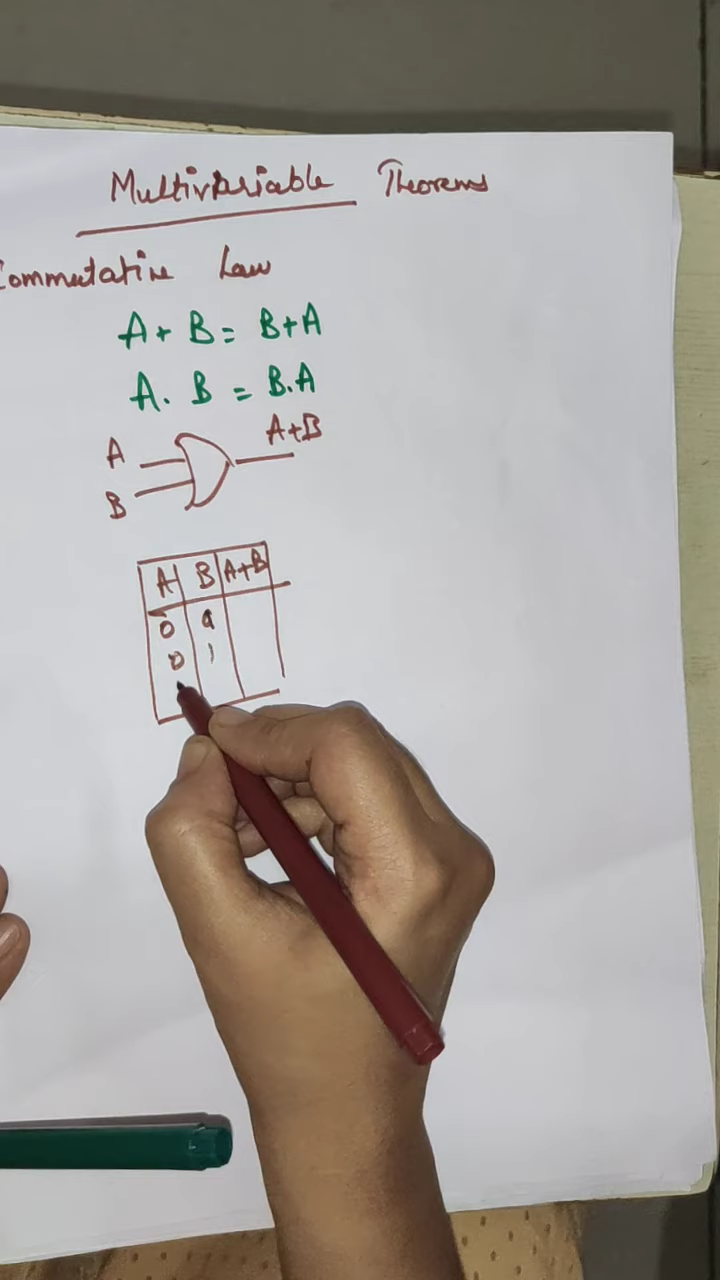 Multivariable Theorems
Commutative Law
A + B = B + A
A . B = B . A
A
A+B
B
A B A+B
0 0
0 1